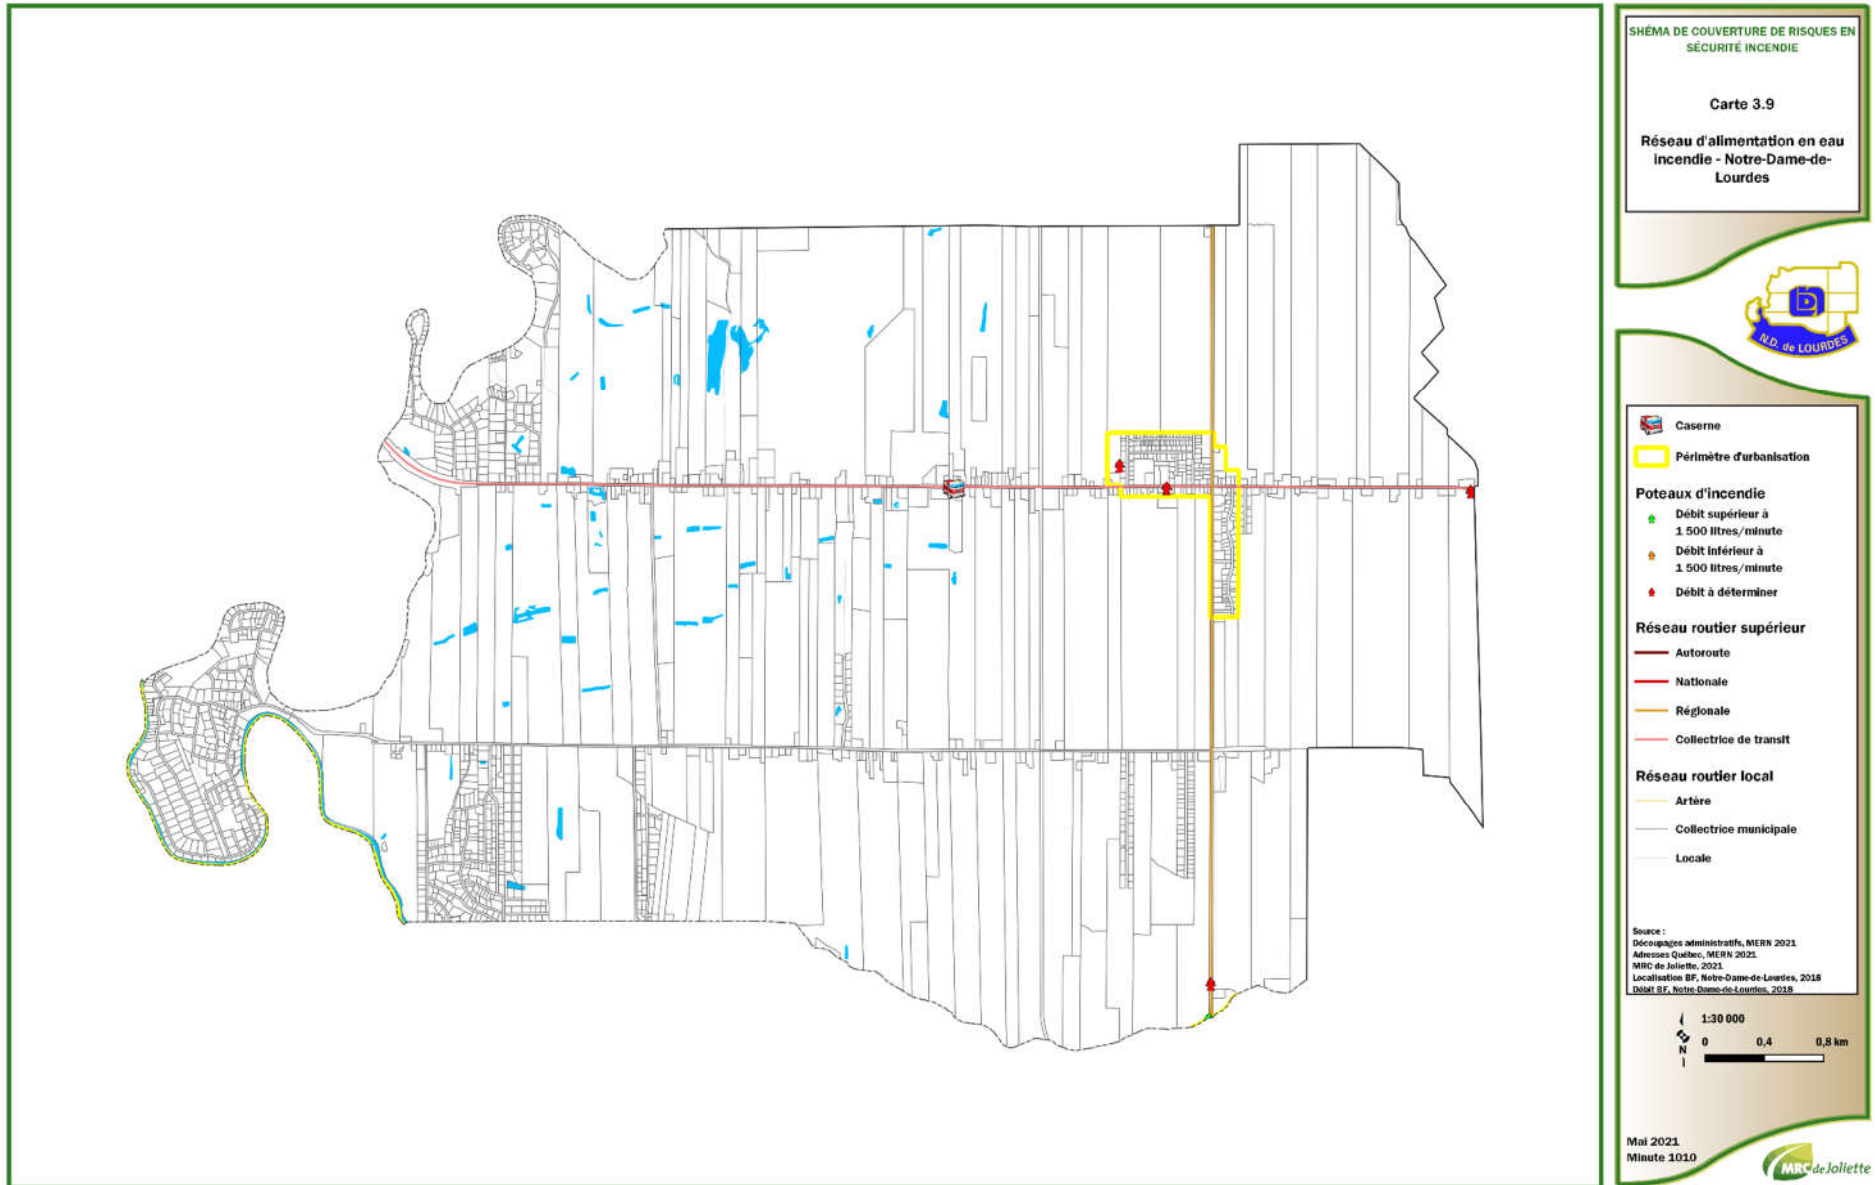 SHÉMA DE COUVERTURE DE RISQUES EN
SÉCURITÉ INCENDIE
Carte 3.9
Réseau d'alimentation en eau
incendie - Notre-Dame-de-
Lourdes
N.D. de LOURDES
Caserne
Périmètre d'urbanisation
Poteaux d'incendie
Débit supérieur à
1 500 litres/minute
Débit inférieur à
1 500 litres/minute
Débit à déterminer
Réseau routier supérieur
Autoroute
Nationale
Régionale
Collectrice de transit
Réseau routier local
Artère
Collectrice municipale
Locale
Source :
Découpages administratifs, MERN 2021
Adresses Québec, MERN 2021
MRC de Joliette, 2021
Localisation BF, Notre-Dame-de-Lourdes, 2018
Débit BF, Notre-Dame-de-Lourdes, 2018
1:30 000
0 0,4 0,8 km
N
Mai 2021
Minute 1010
MRC de Joliette